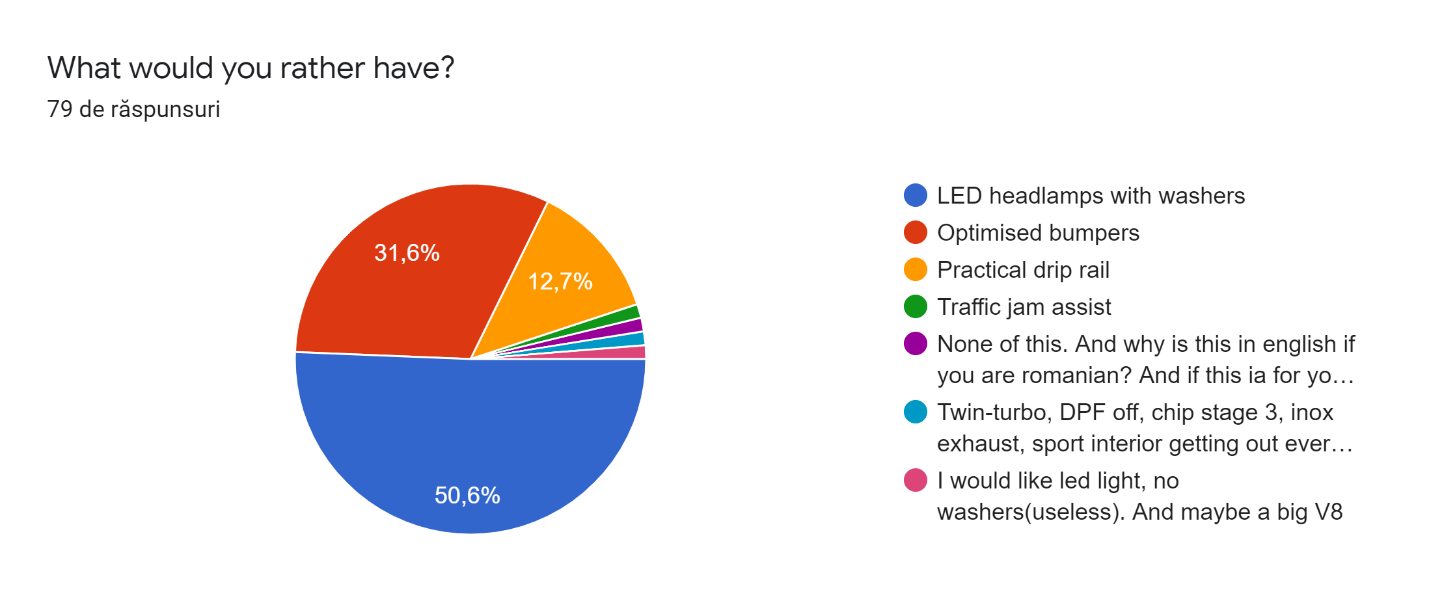 What would you rather have?
79 de răspunsuri
31,6%
12,7%
50,6%
LED headlamps with washers
Optimised bumpers
Practical drip rail
Traffic jam assist
None of this. And why is this in english if
you are romanian? And if this ia for yo…
Twin-turbo, DPF off, chip stage 3, inox
exhaust, sport interior getting out ever…
I would like led light, no
washers(useless). And maybe a big V8